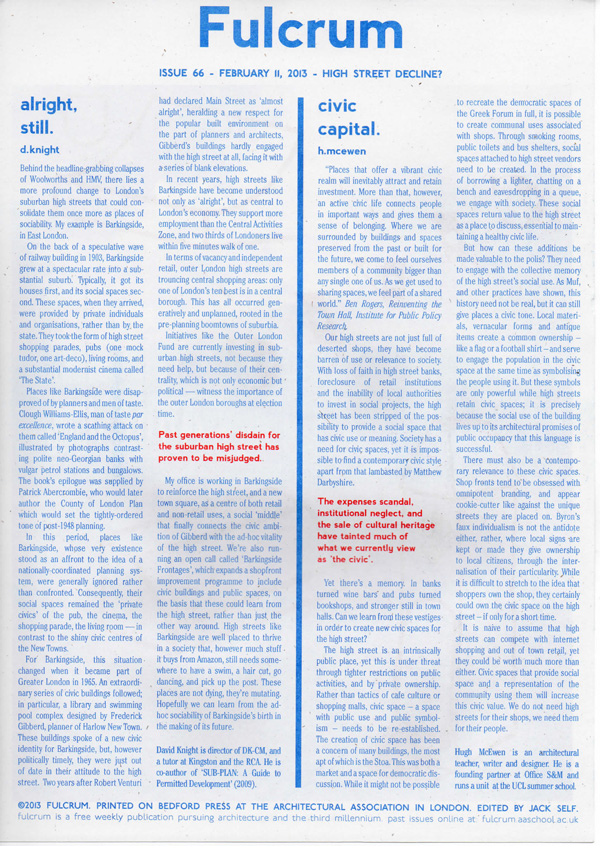 Fulcrum
ISSUE 66 - FEBRUARY 11, 2013 - HIGH STREET DECLINE?
alright,
still.
d.knight
Behind the headline-grabbing collapses
of Woolworths and HMV, there lies a
more profound change to London's
suburban high streets that could con-
solidate them once more as places of
sociability. My example is Barkingside,
in East London.
On the back of a speculative wave
of railway building in 1903, Barkingside
grew at a spectacular rate into a sub-
stantial suburb. Typically, it got its
houses first, and its social spaces sec-
ond. These spaces, when they arrived,
were provided by private individuals
and organisations, rather than by the
state. They took the form of high street
shopping parades, pubs (one mock
tudor, one art-deco), living rooms, and
a substantial modernist cinema called
'The State'.
Places like Barkingside were disap-
proved of by planners and men of taste.
Clough Williams-Ellis, man of taste par
excellence, wrote a scathing attack on
them called 'England and the Octopus',
illustrated by photographs contrast-
ing polite neo-Georgian banks with
vulgar petrol stations and bungalows.
The book's epilogue was supplied by
Patrick Abercrombie, who would later
author the County of London Plan
which would set the tightly-ordered
tone of post-1948 planning.
In this period, places like
Barkingside, whose very existence
stood as an affront to the idea of a
nationally-coordinated planning sys-
tem, were generally ignored rather
than confronted. Consequently, their
social spaces remained the 'private
civics' of the pub, the cinema, the
shopping parade, the living room — in
contrast to the shiny civic centres of
the New Towns.
For Barkingside, this situation
changed when it became part of
Greater London in 1965. An extraordi-
nary series of civic buildings followed;
in particular, a library and swimming
pool complex designed by Frederick
Gibberd, planner of Harlow New Town.
These buildings spoke of a new civic
identity for Barkingside, but, however
politically timely, they were just out
of date in their attitude to the high
street. Two years after Robert Venturi
had declared Main Street as 'almost
alright', heralding a new respect for
the popular built environment on
the part of planners and architects,
Gibberd's buildings hardly engaged
with the high street at all, facing it with
a series of blank elevations.
In recent years, high streets like
Barkingside have become understood
not only as 'alright', but as central to
London's economy. They support more
employment than the Central Activities
Zone, and two thirds of Londoners live
within five minutes walk of one.
In terms of vacancy and independent
retail, outer London high streets are
trouncing central shopping areas: only
one of London's ten best is in a central
borough. This has all occurred gen-
eratively and unplanned, rooted in the
pre-planning boomtowns of suburbia.
Initiatives like the Outer London
Fund are currently investing in sub-
urban high streets, not because they
need help, but because of their cen-
trality, which is not only economic but
political — witness the importance of
the outer London boroughs at election
time.
Past generations' disdain for
the suburban high street has
proven to be misjudged.
My office is working in Barkingside
to reinforce the high street, and a new
town square, as a centre of both retail
and non-retail uses, a social 'middle'
that finally connects the civic ambi-
tion of Gibberd with the ad-hoc vitality
of the high street. We're also run-
ning an open call called 'Barkingside
Frontages', which expands a shopfront
improvement programme to include
civic buildings and public spaces, on
the basis that these could learn from
the high street, rather than just the
other way around. High streets like
Barkingside are well placed to thrive
in a society that, however much stuff
it buys from Amazon, still needs some-
where to have a swim, a hair cut, go
dancing, and pick up the post. These
places are not dying, they're mutating.
Hopefully we can learn from the ad-
hoc sociability of Barkingside's birth in
the making of its future.
David Knight is director of DK-CM, and
a tutor at Kingston and the RCA. He is
co-author of 'SUB-PLAN: A Guide to
Permitted Development' (2009).
civic
capital.
h.mcewen
"Places that offer a vibrant civic
realm will inevitably attract and retain
investment. More than that, however,
an active civic life connects people
in important ways and gives them a
sense of belonging. Where we are
surrounded by buildings and spaces
preserved from the past or built for
the future, we come to feel ourselves
members of a community bigger than
any single one of us. As we get used to
sharing spaces, we feel part of a shared
world." Ben Rogers, Reinventing the
Town Hall, Institute for Public Policy
Research.
Our high streets are not just full of
deserted shops, they have become
barren of use or relevance to society.
With loss of faith in high street banks,
foreclosure of retail institutions
and the inability of local authorities
to invest in social projects, the high
street has been stripped of the pos-
sibility to provide a social space that
has civic use or meaning. Society has a
need for civic spaces, yet it is impos-
sible to find a contemporary civic style
apart from that lambasted by Matthew
Darbyshire.
The expenses scandal,
institutional neglect, and
the sale of cultural heritage
have tainted much of
what we currently view
as 'the civic'.
Yet there's a memory. In banks
turned wine bars' and pubs turned
bookshops, and stronger still in town
halls. Can we learn from these vestiges
in order to create new civic spaces for
the high street?
The high street is an intrinsically
public place, yet this is under threat
through tighter restrictions on public
activities, and by private ownership.
Rather than tactics of cafe culture or
shopping malls, civic space – a space
with public use and public symbol-
ism – needs to be re-established.
The creation of civic space has been
a concern of many buildings, the most
apt of which is the Stoa. This was both a
market and a space for democratic dis-
cussion. While it might not be possible
to recreate the democratic spaces of
the Greek Forum in full, it is possible
to create communal uses associated
with shops. Through smoking rooms,
public toilets and bus shelters, social
spaces attached to high street vendors
need to be created. In the process
of borrowing a lighter, chatting on a
bench and eavesdropping in a queue,
we engage with society. These social
spaces return value to the high street
as a place to discuss, essential to main-
taining a healthy civic life.
But how can these additions be
made valuable to the polis? They need
to engage with the collective memory
of the high street's social use. As Muf,
and other practices have shown, this
history need not be real, but it can still
give places a civic tone. Local materi-
als, vernacular forms and antique
items create a common ownership –
like a flag or a football shirt – and serve
to engage the population in the civic
space at the same time as symbolising
the people using it. But these symbols
are only powerful while high streets
retain civic spaces; it is precisely
because the social use of the building
lives up to its architectural promises of
public occupancy that this language is
successful.
There must also be a contempo-
rary relevance to these civic spaces.
Shop fronts tend to be obsessed with
omnipotent branding, and appear
cookie-cutter like against the unique
streets they are placed on. Byron's
faux individualism is not the antidote
either, rather, where local signs are
kept or made they give ownership
to local citizens, through the inter-
nalisation of their particularity. While
it is difficult to stretch to the idea that
shoppers own the shop, they certainly
could own the civic space on the high
street – if only for a short time.
It is naive to assume that high
streets can compete with internet
shopping and out of town retail, yet
they could be worth much more than
either. Civic spaces that provide social
space and a representation of the
community using them will increase
this civic value. We do not need high
streets for their shops, we need them
for their people.
Hugh McEwen is an architectural
teacher, writer and designer. He is a
founding partner at Office S&M and
runs a unit at the UCL summer school.
©2013 FULCRUM. PRINTED ON BEDFORD PRESS AT THE ARCHITECTURAL ASSOCIATION IN LONDON. EDITED BY JACK SELF.
fulcrum is a free weekly publication pursuing architecture and the third millennium. past issues online at fulcrum.aaschool.ac.uk